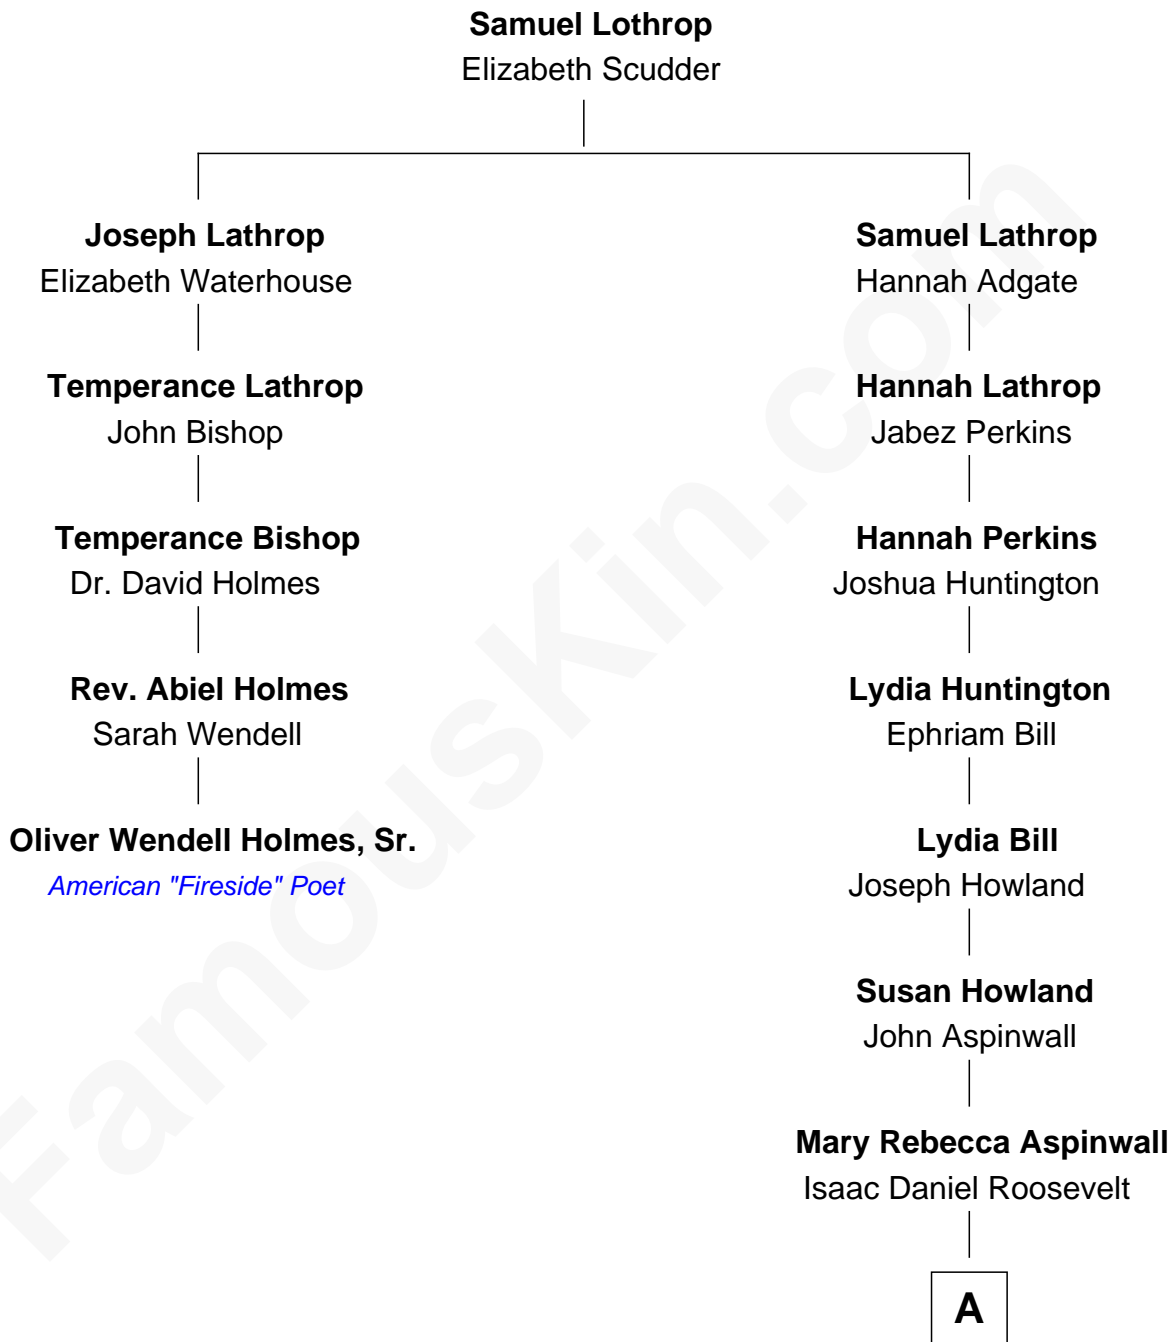 Samuel Lothrop
Elizabeth Scudder
Joseph Lathrop
Elizabeth Waterhouse
Temperance Lathrop
John Bishop
Temperance Bishop
Dr. David Holmes
Rev. Abiel Holmes
Sarah Wendell
Oliver Wendell Holmes, Sr.
American "Fireside" Poet
Samuel Lathrop
Hannah Adgate
Hannah Lathrop
Jabez Perkins
Hannah Perkins
Joshua Huntington
Lydia Huntington
Ephriam Bill
Lydia Bill
Joseph Howland
Susan Howland
John Aspinwall
Mary Rebecca Aspinwall
Isaac Daniel Roosevelt
A
FamousKin.com